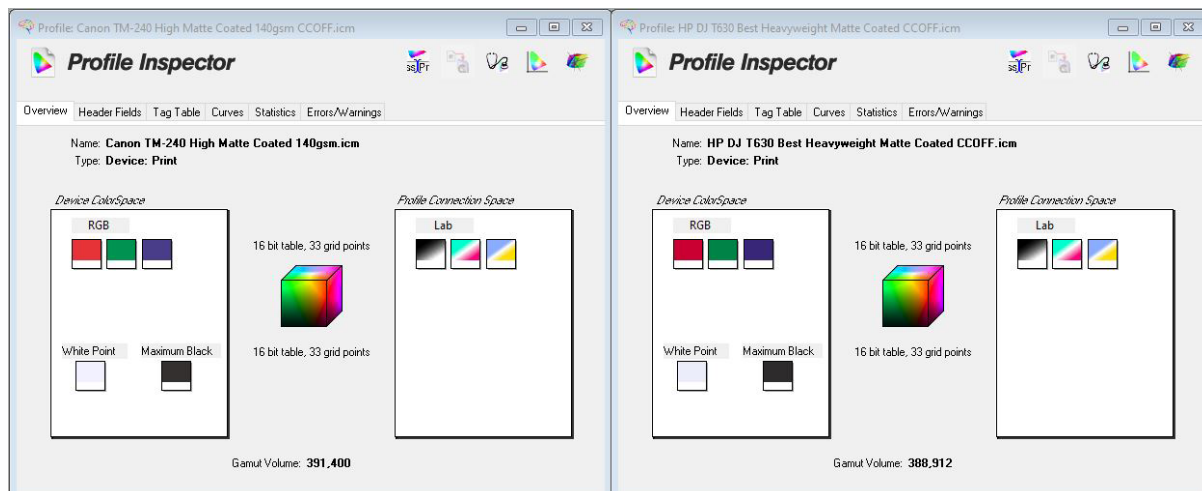 Profile: Canon TM-240 High Matte Coated 140gsm CCOFF.icm
Profile Inspector
ss Pr
Overview Header Fields Tag Table Curves Statistics Errors/Warnings
Name: Canon TM-240 High Matte Coated 140gsm.icm
Type: Device: Print
Device ColorSpace Profile Connection Space
RGB Lab
16 bit table, 33 grid points
16 bit table, 33 grid points
White Point Maximum Black
Gamut Volume: 391,400
Profile: HP DJ T630 Best Heavyweight Matte Coated CCOFF.icm
Profile Inspector
ss Pr
Overview Header Fields Tag Table Curves Statistics Errors/Warnings
Name: HP DJ T630 Best Heavyweight Matte Coated CCOFF.icm
Type: Device: Print
Device ColorSpace Profile Connection Space
RGB Lab
16 bit table, 33 grid points
16 bit table, 33 grid points
White Point Maximum Black
Gamut Volume: 388,912